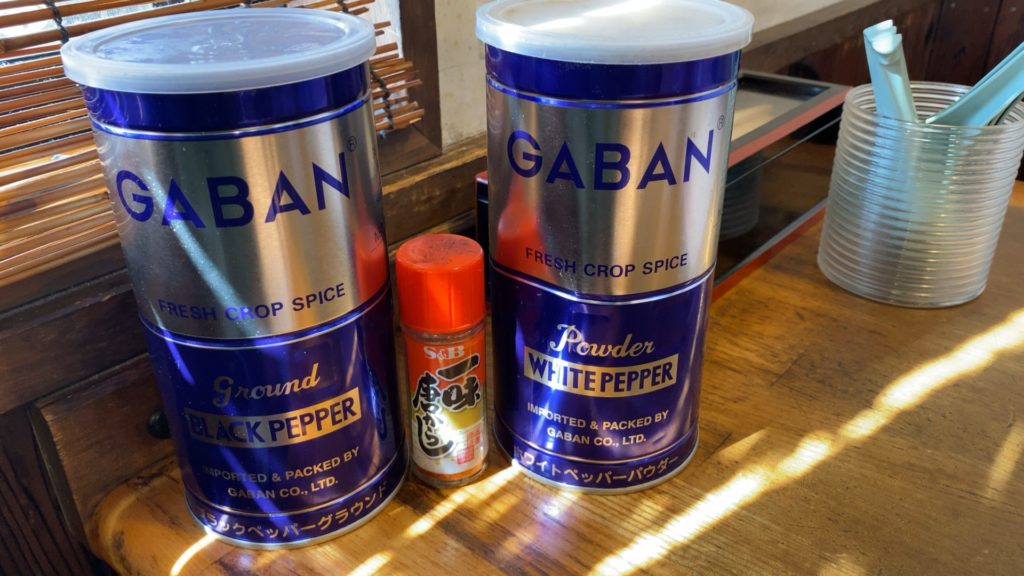 GABAN®
FRESH CROP SPICE
Ground
BLACK PEPPER
IMPORTED & PACKED BY
GABAN CO., LTD.
ブラックペッパーグラウンド
S&B
一味
唐がらし
GABAN®
FRESH CROP SPICE
Powder
WHITE PEPPER
IMPORTED & PACKED BY
GABAN CO., LTD.
ホワイトペッパーパウダー